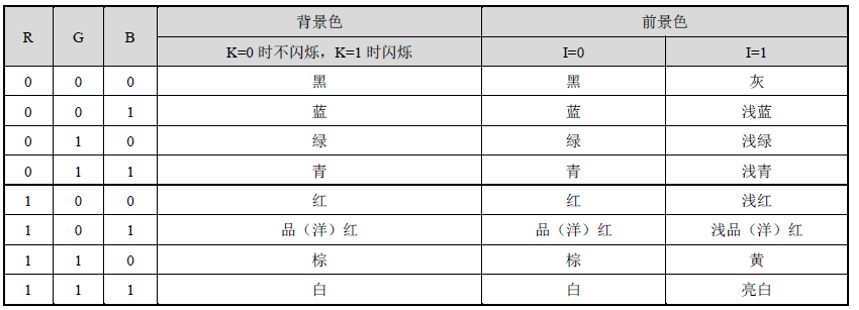 R G B 背景色 前景色
K=0 时不闪烁，K=1 时闪烁 I=0 I=1
0 0 0 黑 黑 灰
0 0 1 蓝 蓝 浅蓝
0 1 0 绿 绿 浅绿
0 1 1 青 青 浅青
1 0 0 红 红 浅红
1 0 1 品（洋）红 品（洋）红 浅品（洋）红
1 1 0 棕 棕 黄
1 1 1 白 白 亮白